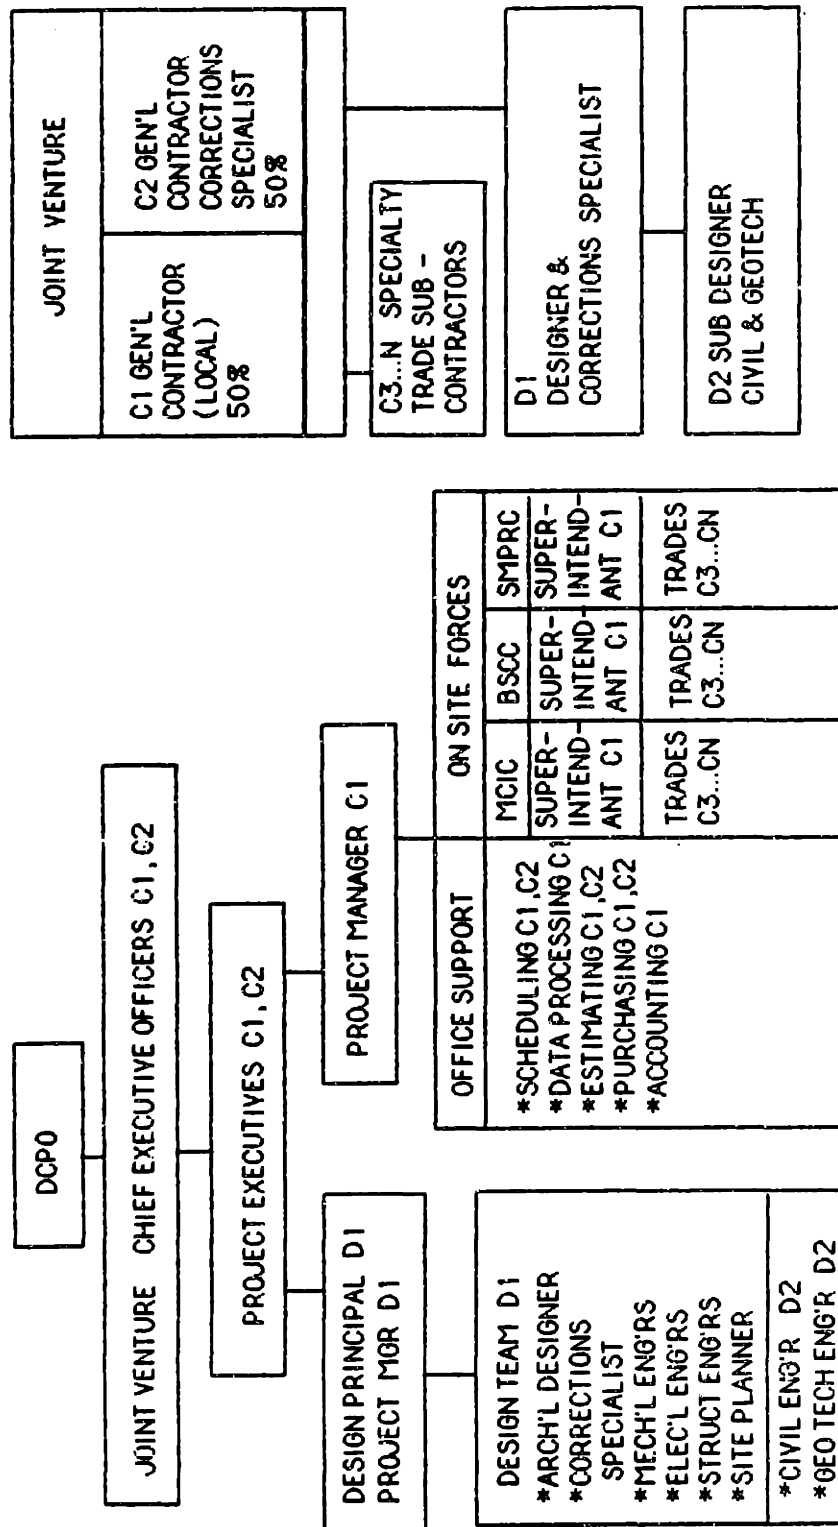 DCPO
JOINT VENTURE CHIEF EXECUTIVE OFFICERS C1, C2
PROJECT EXECUTIVES C1, C2
DESIGN PRINCIPAL D1
PROJECT MGR D1
PROJECT MANAGER C1
DESIGN TEAM D1
*ARCH'L DESIGNER
*CORRECTIONS
SPECIALIST
*MECH'L ENG'RS
*ELEC'L ENG'RS
*STRUCT ENG'RS
*SITE PLANNER
*CIVIL ENG'R D2
*GEO TECH ENG'R D2
OFFICE SUPPORT
*SCHEDULING C1,C2
*DATA PROCESSING C1
*ESTIMATING C1,C2
*PURCHASING C1,C2
*ACCOUNTING C1
ON SITE FORCES
MCIC
SUPER-
INTEND-
ANT C1
TRADES
C3...CN
BSCC
SUPER-
INTEND-
ANT C1
TRADES
C3...CN
SMPRC
SUPER-
INTEND-
ANT C1
TRADES
C3...CN
JOINT VENTURE
C1 GEN'L
CONTRACTOR
(LOCAL)
50%
C2 GEN'L
CONTRACTOR
CORRECTIONS
SPECIALIST
50%
C3...N SPECIALTY
TRADE SUB-
CONTRACTORS
D1
DESIGNER &
CORRECTIONS SPECIALIST
D2 SUB DESIGNER
CIVIL & GEOTECH